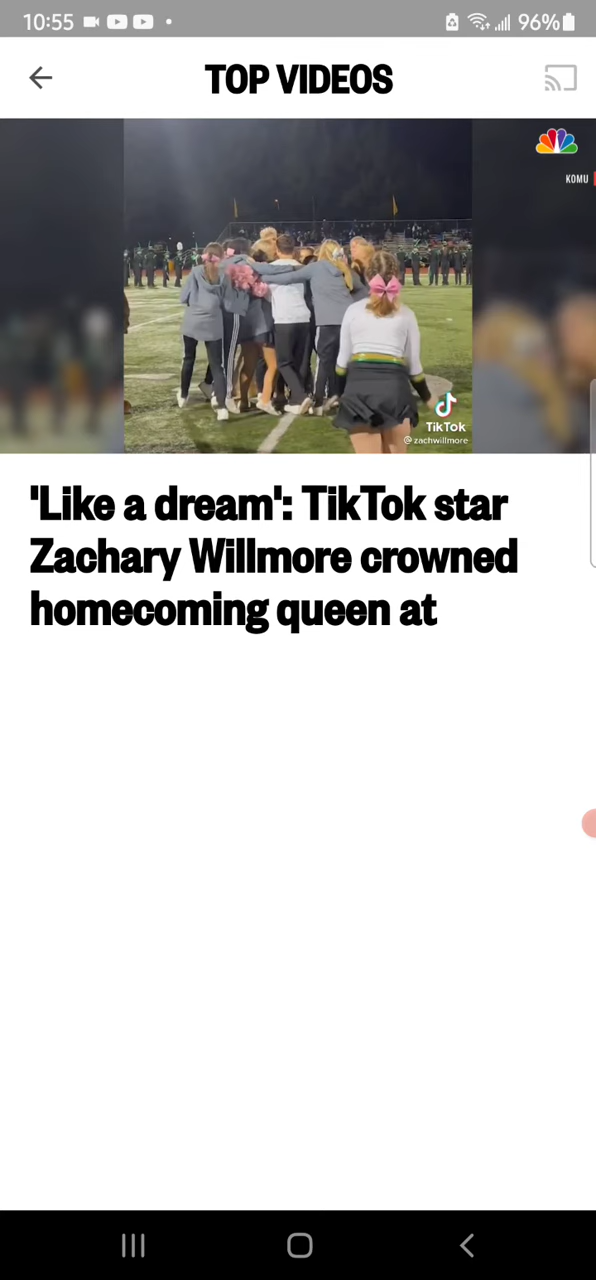 10:55
96%
TOP VIDEOS
KOMU
TikTok
@zachwillmore
'Like a dream': TikTok star
Zachary Willmore crowned
homecoming queen at